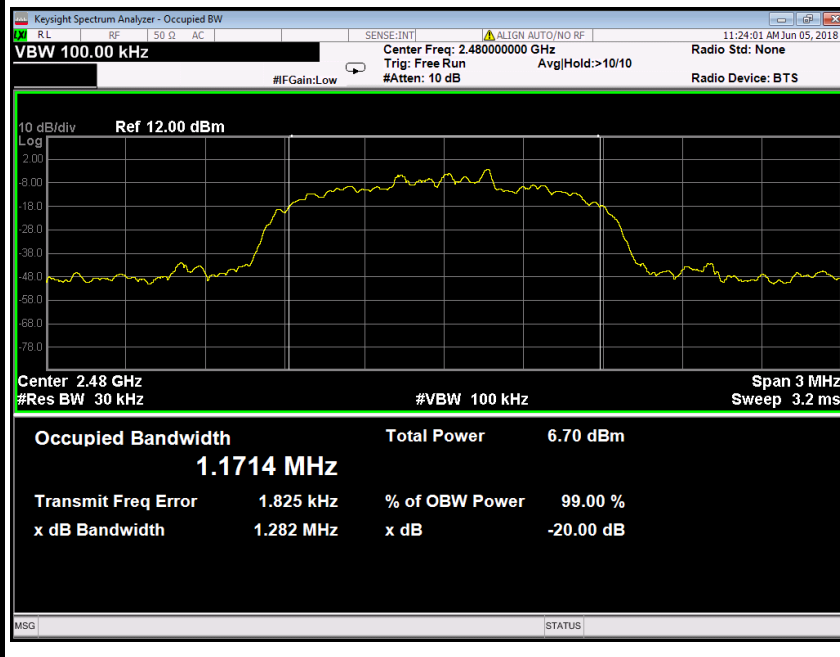 Keysight Spectrum Analyzer - Occupied BW
LXI RL RF 50 Ω AC SENSE:INT ALIGN AUTO/NO RF 11:24:01 AM Jun 05, 2018
VBW 100.00 kHz Center Freq: 2.480000000 GHz Radio Std: None
Trig: Free Run Avg|Hold:>10/10
#IFGain:Low #Atten: 10 dB Radio Device: BTS
10 dB/div Ref 12.00 dBm
Log
2.00
-8.00
-18.0
-28.0
-38.0
-48.0
-58.0
-68.0
-78.0
Center 2.48 GHz Span 3 MHz
#Res BW 30 kHz #VBW 100 kHz Sweep 3.2 ms
Occupied Bandwidth Total Power 6.70 dBm
1.1714 MHz
Transmit Freq Error 1.825 kHz % of OBW Power 99.00 %
x dB Bandwidth 1.282 MHz x dB -20.00 dB
MSG STATUS